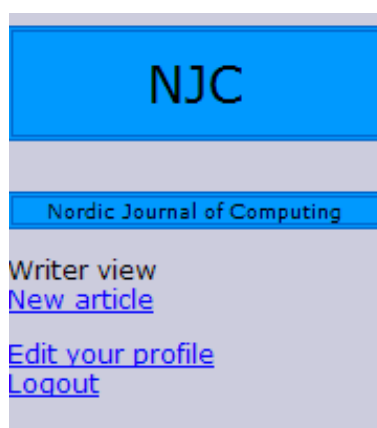 NJC
Nordic Journal of Computing
Writer view
New article
Edit your profile
Logout